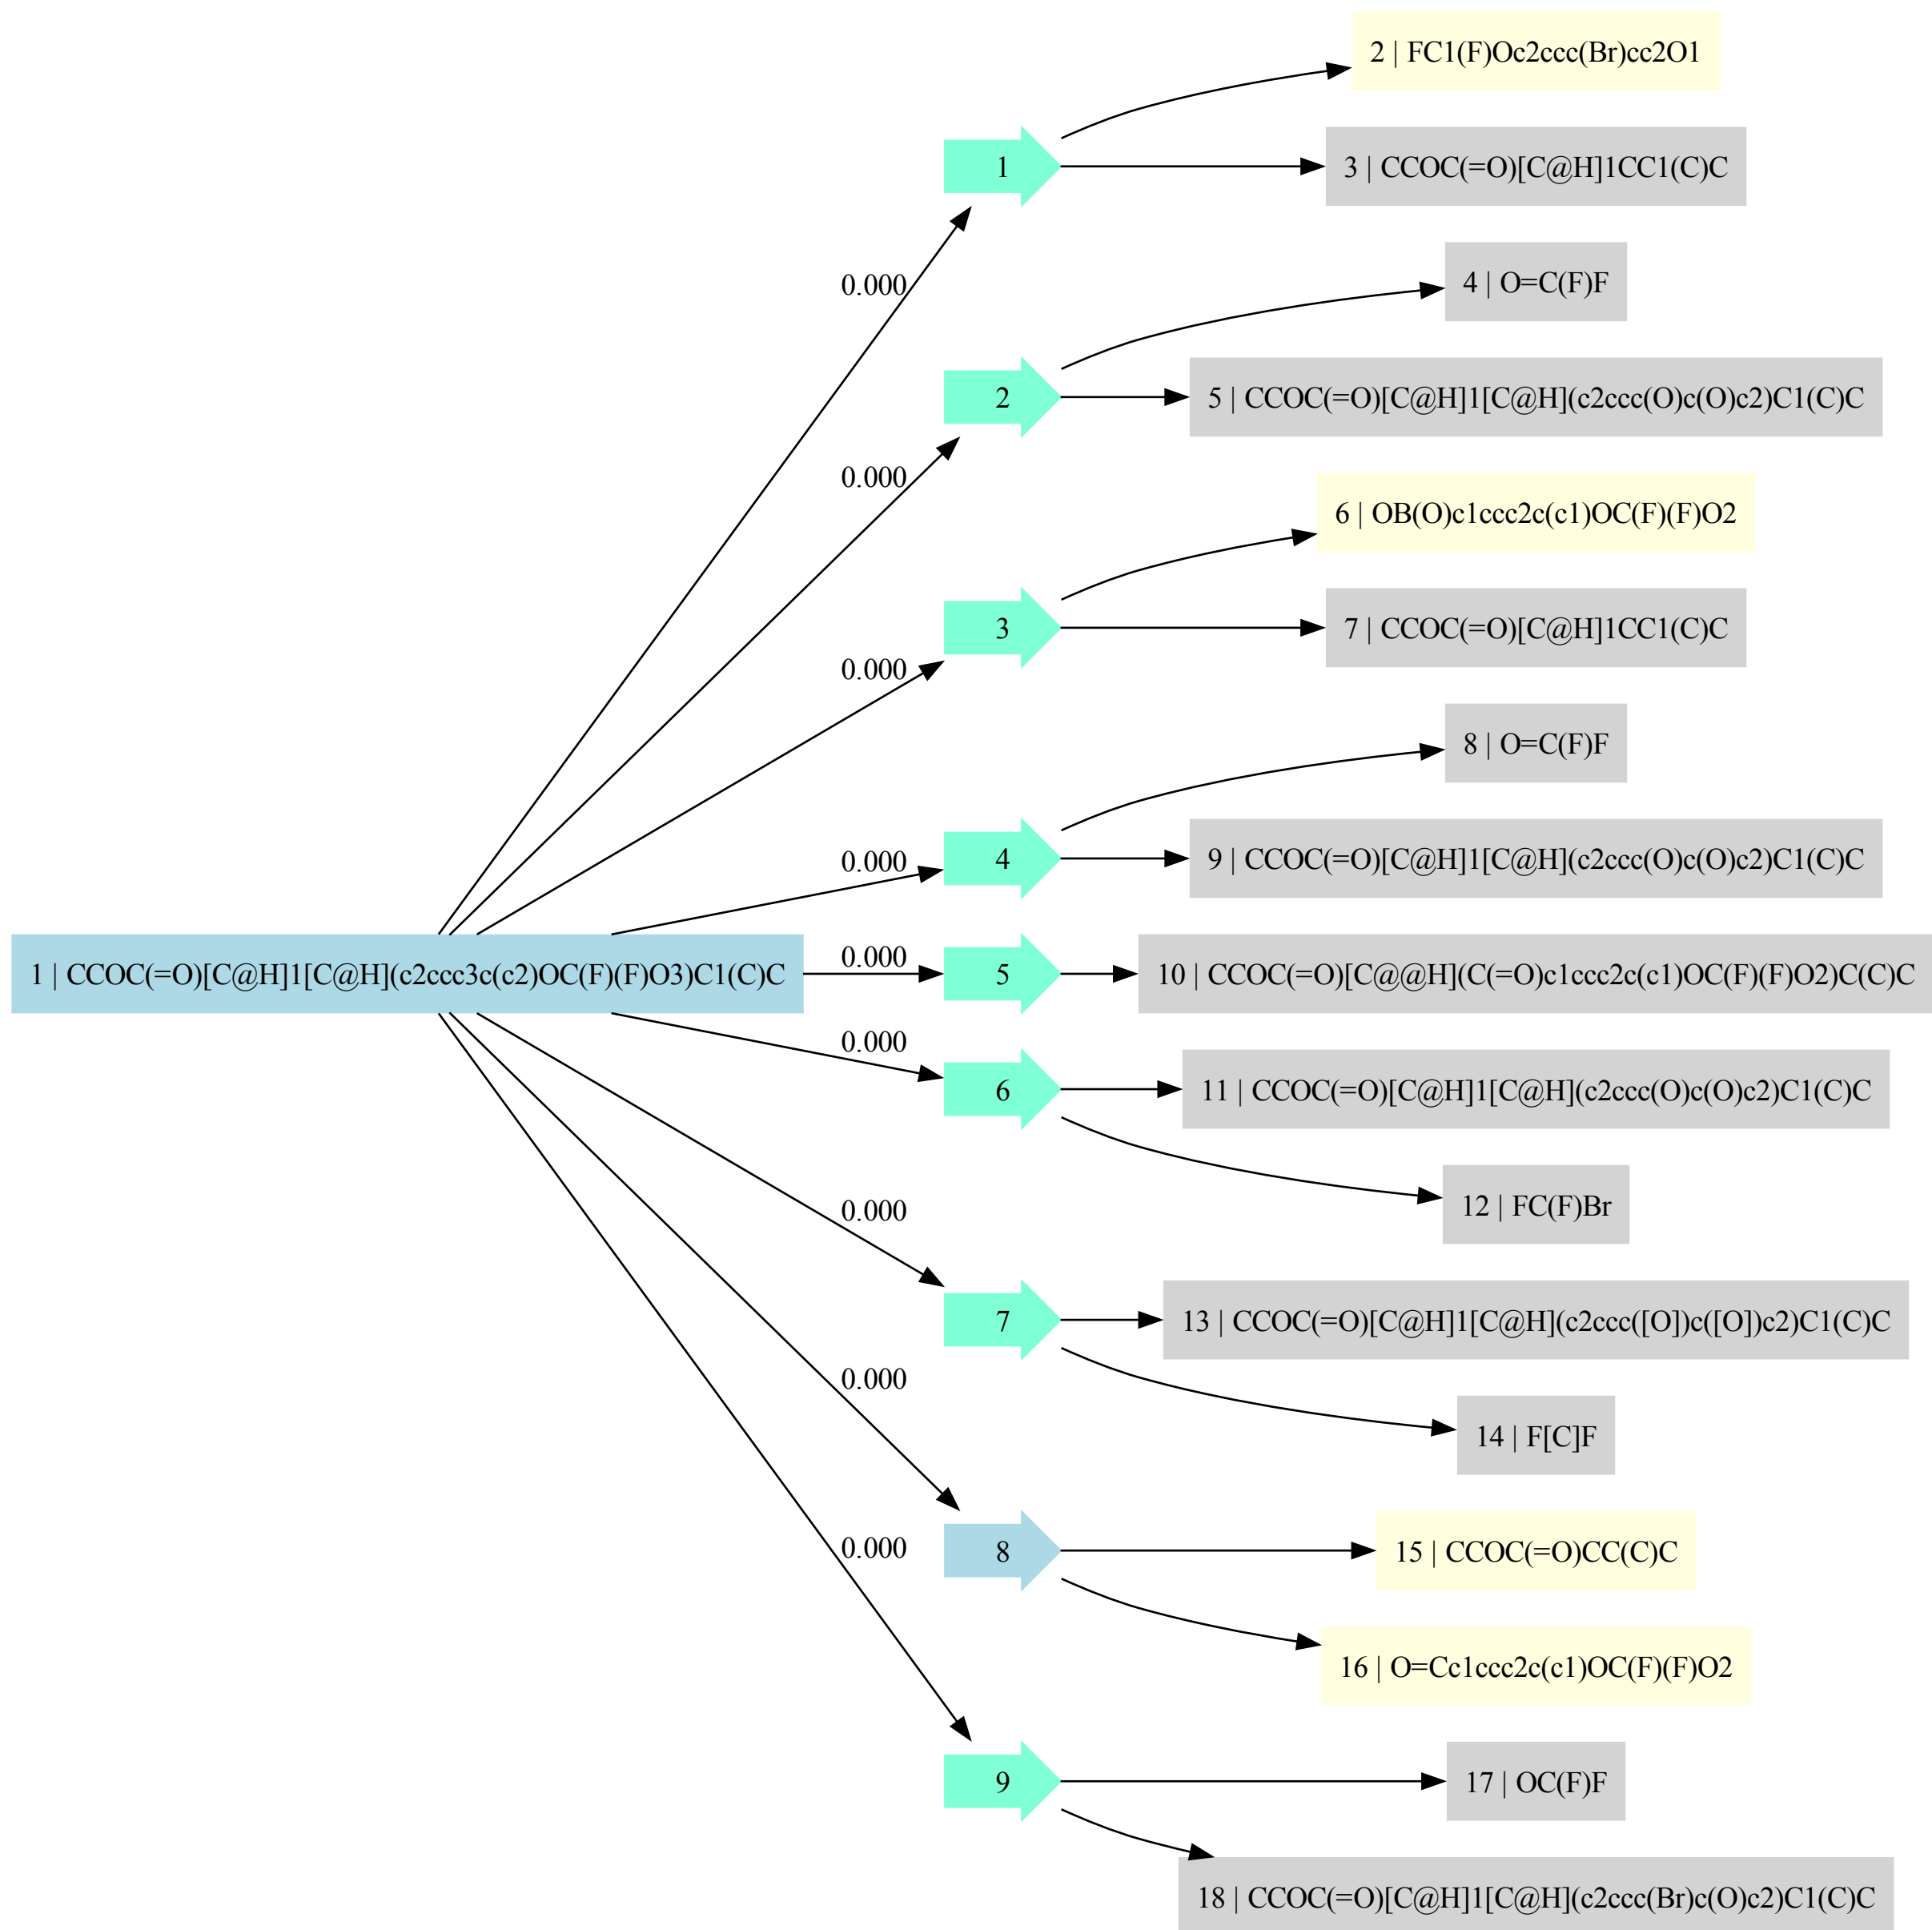 1 | CCOC(=O)[C@H]1[C@H](c2ccc3c(c2)OC(F)(F)O3)C1(C)C
0.000
0.000
0.000
0.000
0.000
0.000
0.000
0.000
0.000
1
2
3
4
5
6
7
8
9
2 | FC1(F)Oc2ccc(Br)cc2O1
3 | CCOC(=O)[C@H]1CC1(C)C
4 | O=C(F)F
5 | CCOC(=O)[C@H]1[C@H](c2ccc(O)c(O)c2)C1(C)C
6 | OB(O)c1ccc2c(c1)OC(F)(F)O2
7 | CCOC(=O)[C@H]1CC1(C)C
8 | O=C(F)F
9 | CCOC(=O)[C@H]1[C@H](c2ccc(O)c(O)c2)C1(C)C
10 | CCOC(=O)[C@@H](C(=O)c1ccc2c(c1)OC(F)(F)O2)C(C)C
11 | CCOC(=O)[C@H]1[C@H](c2ccc(O)c(O)c2)C1(C)C
12 | FC(F)Br
13 | CCOC(=O)[C@H]1[C@H](c2ccc([O])c([O])c2)C1(C)C
14 | F[C]F
15 | CCOC(=O)CC(C)C
16 | O=Cc1ccc2c(c1)OC(F)(F)O2
17 | OC(F)F
18 | CCOC(=O)[C@H]1[C@H](c2ccc(Br)c(O)c2)C1(C)C